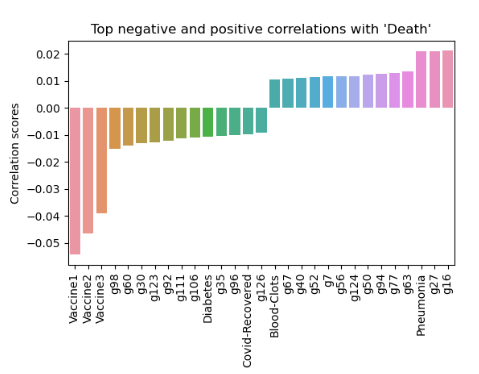 Top negative and positive correlations with 'Death'
Correlation scores
0.02
0.01
0.00
−0.01
−0.02
−0.03
−0.04
−0.05
Vaccine1
Vaccine2
Vaccine3
g98
g60
g30
g123
g92
g111
g106
Diabetes
g35
g96
Covid-Recovered
g126
Blood-Clots
g67
g40
g52
g7
g56
g124
g50
g94
g77
g63
Pneumonia
g27
g16